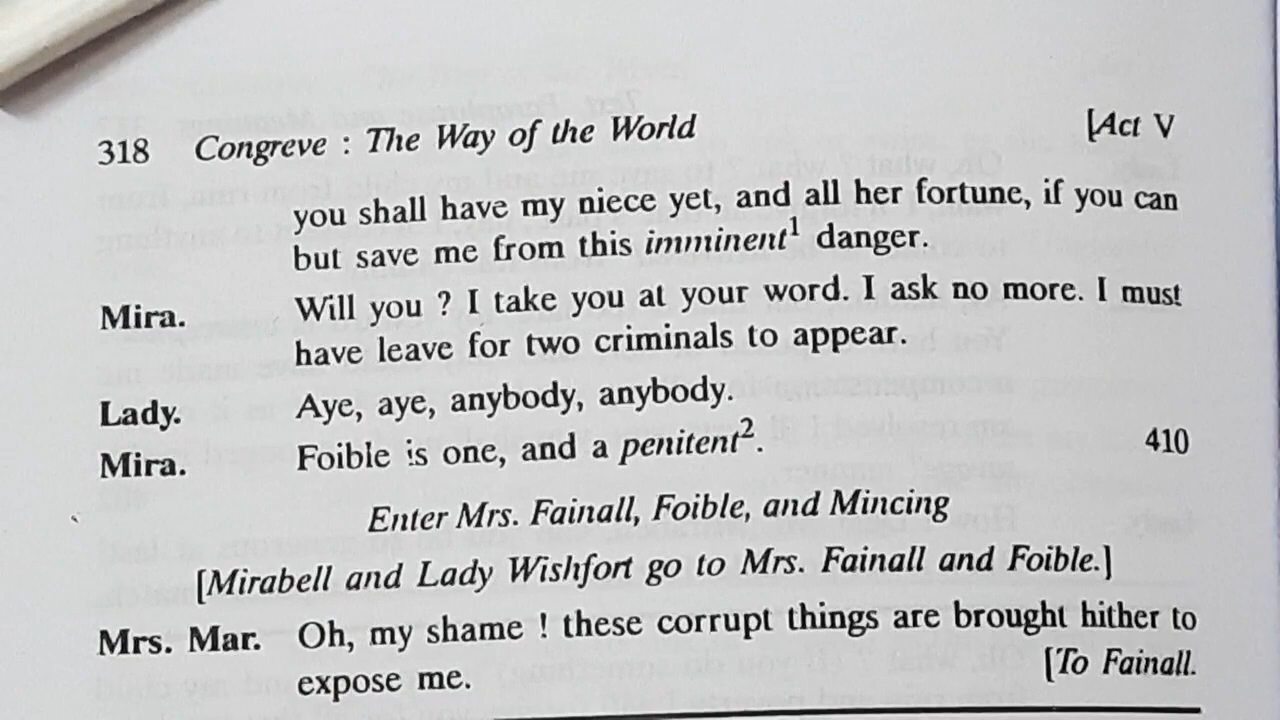 318 Congreve : The Way of the World [Act V
you shall have my niece yet, and all her fortune, if you can
but save me from this imminent¹ danger.
Mira. Will you ? I take you at your word. I ask no more. I must
have leave for two criminals to appear.
Lady. Aye, aye, anybody, anybody.
Mira. Foible is one, and a penitent². 410
Enter Mrs. Fainall, Foible, and Mincing
[Mirabell and Lady Wishfort go to Mrs. Fainall and Foible.]
Mrs. Mar. Oh, my shame ! these corrupt things are brought hither to
expose me. [To Fainall.